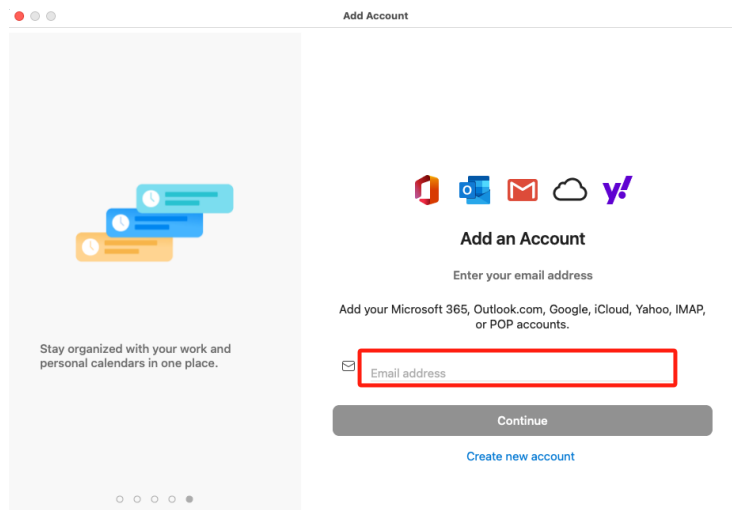 Add Account
Stay organized with your work and
personal calendars in one place.
Add an Account
Enter your email address
Add your Microsoft 365, Outlook.com, Google, iCloud, Yahoo, IMAP,
or POP accounts.
Email address
Continue
Create new account